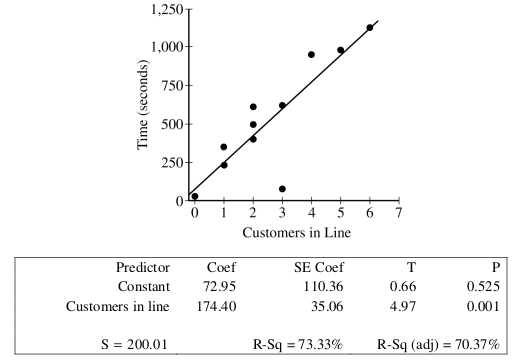 1,250
1,000
750
500
250
0
Time (seconds)
0 1 2 3 4 5 6 7
Customers in Line
Predictor Coef SE Coef T P
Constant 72.95 110.36 0.66 0.525
Customers in line 174.40 35.06 4.97 0.001
S = 200.01 R-Sq = 73.33% R-Sq (adj) = 70.37%